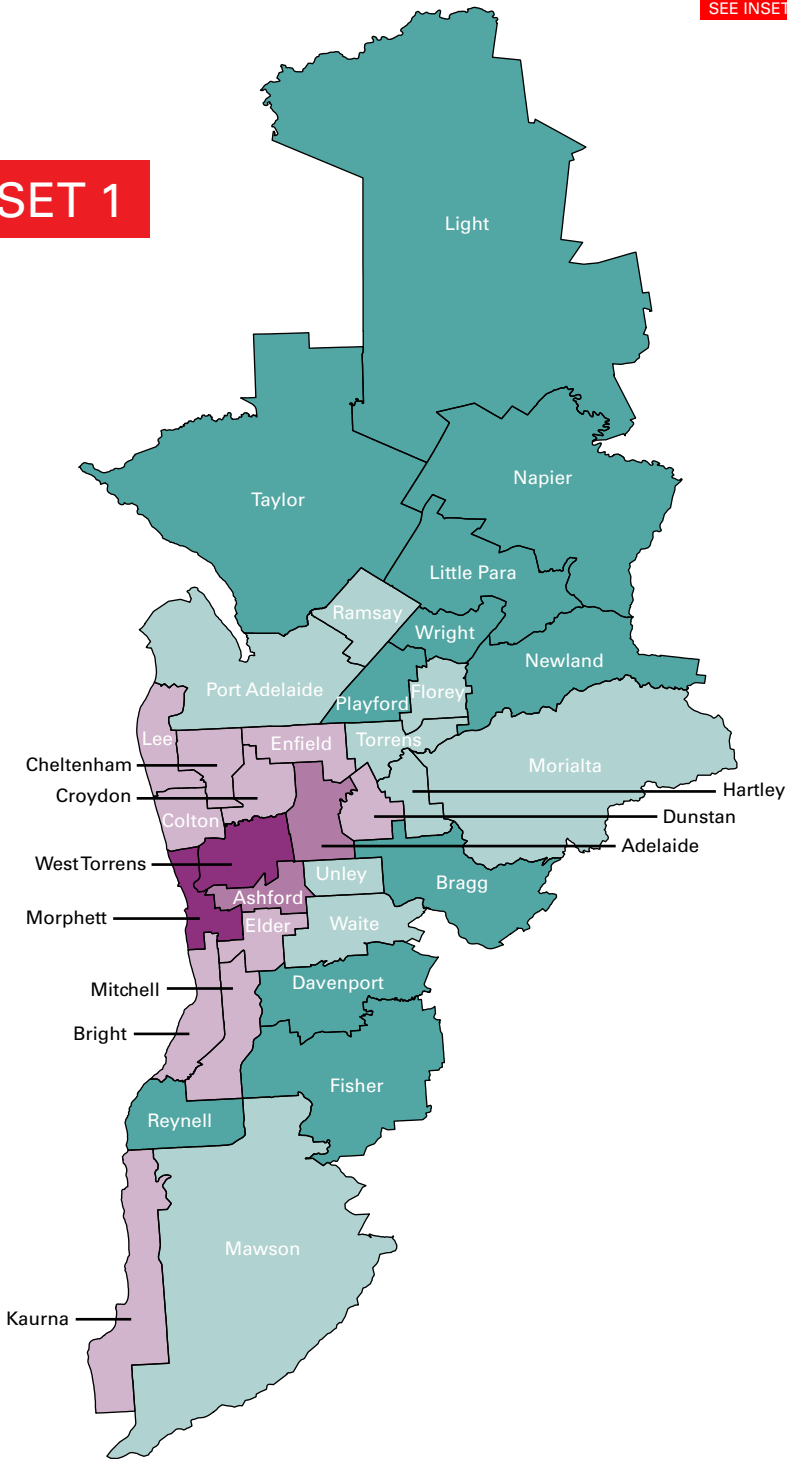 SEE INSET
SET 1
Light
Napier
Taylor
Little Para
Ramsay
Wright
Newland
Port Adelaide
Playford
Florey
Lee
Enfield
Torrens
Cheltenham
Morialta
Croydon
Hartley
Colton
Dunstan
Adelaide
West Torrens
Unley
Bragg
Ashford
Morphett
Elder
Waite
Mitchell
Davenport
Bright
Fisher
Reynell
Mawson
Kaurna